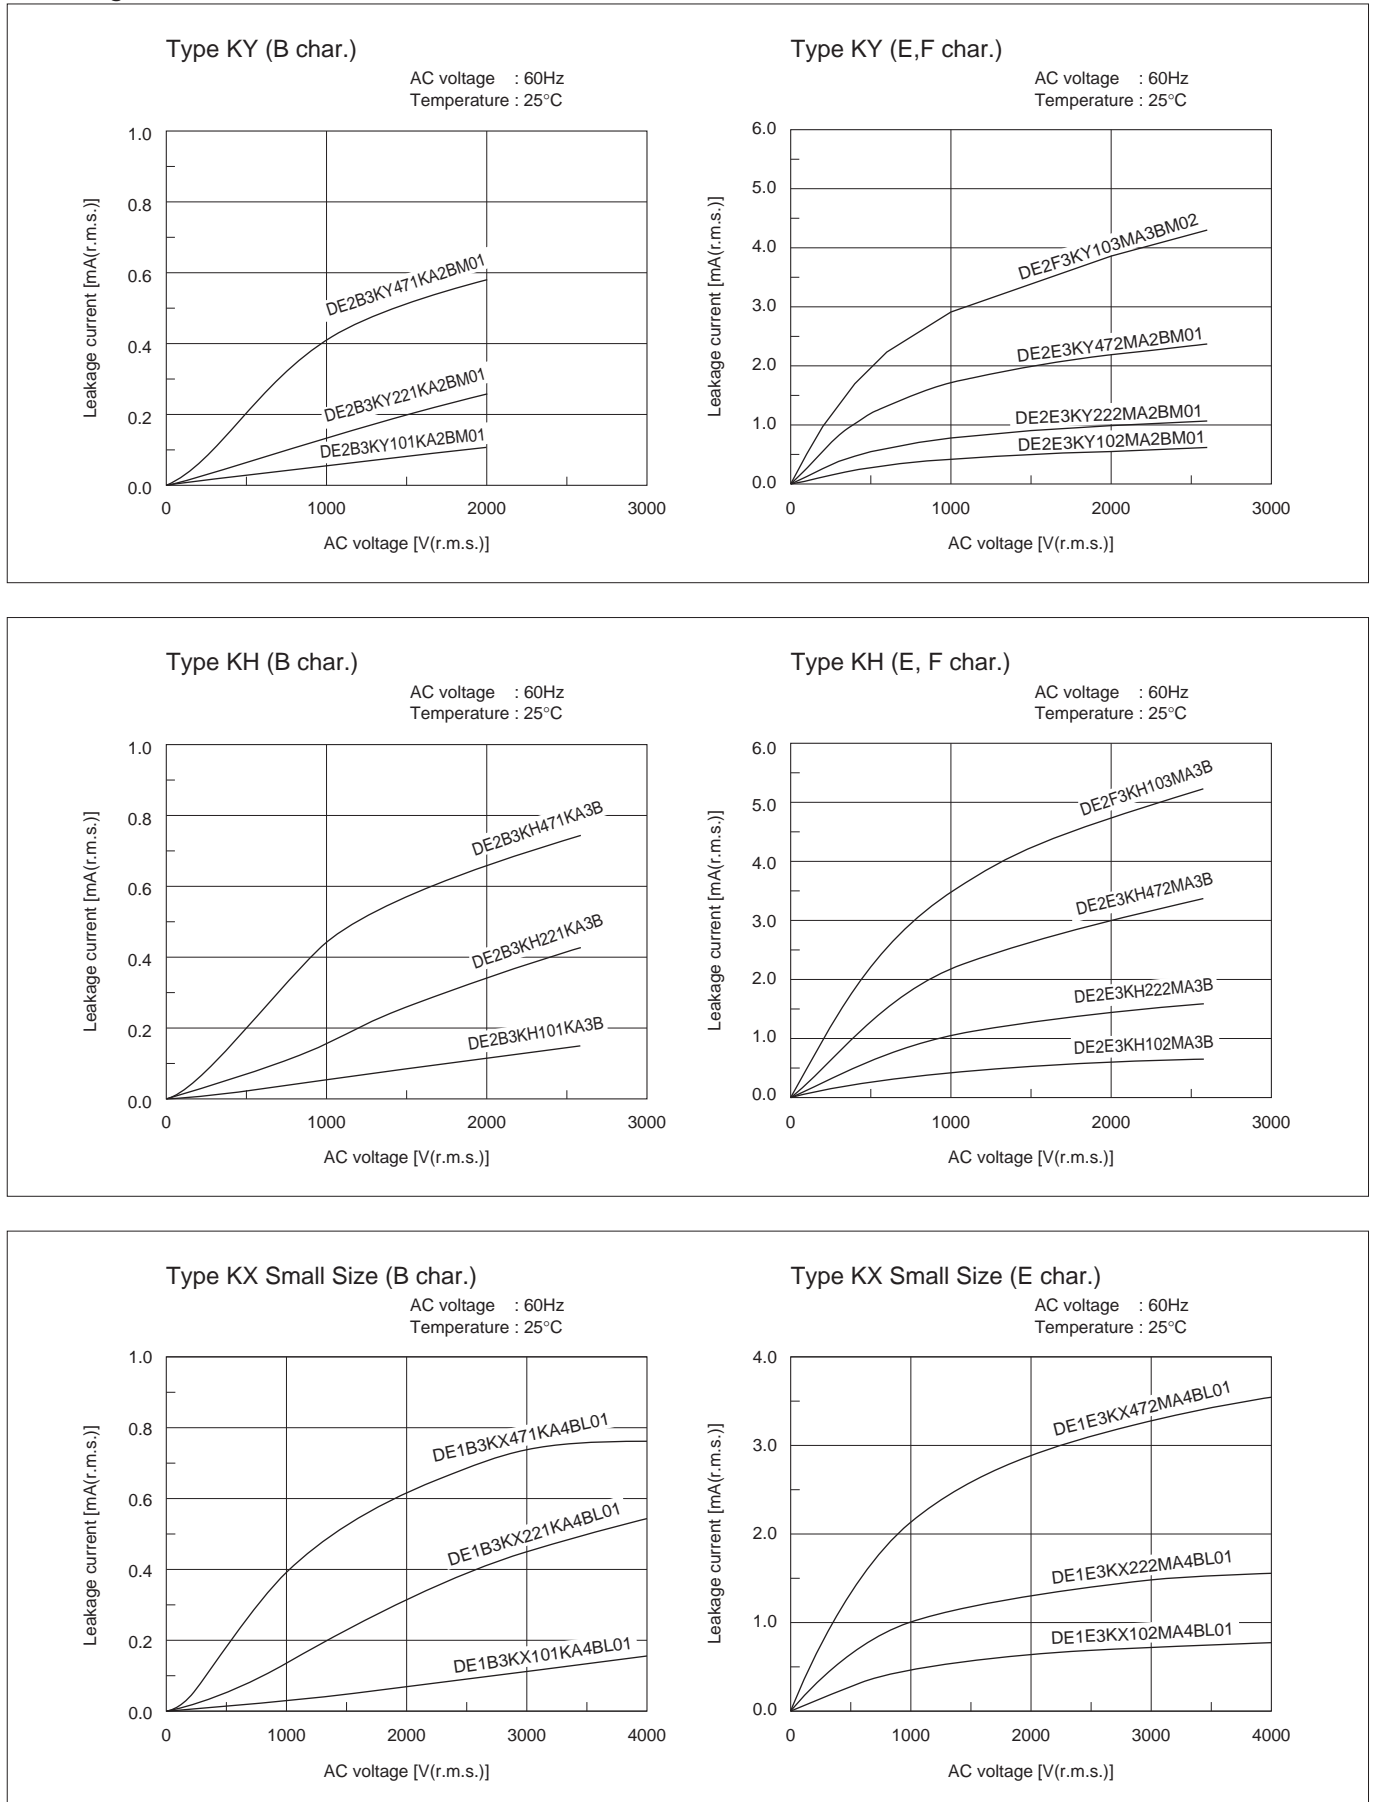 Type KY (B char.)
AC voltage : 60Hz
Temperature : 25°C
Leakage current [mA(r.m.s.)]
1.0
0.8
0.6
0.4
0.2
0.0
DE2B3KY471KA2BM01
DE2B3KY221KA2BM01
DE2B3KY101KA2BM01
0 1000 2000 3000
AC voltage [V(r.m.s.)]
Type KY (E,F char.)
AC voltage : 60Hz
Temperature : 25°C
Leakage current [mA(r.m.s.)]
6.0
5.0
4.0
3.0
2.0
1.0
0.0
DE2F3KY103MA3BM02
DE2E3KY472MA2BM01
DE2E3KY222MA2BM01
DE2E3KY102MA2BM01
0 1000 2000 3000
AC voltage [V(r.m.s.)]
Type KH (B char.)
AC voltage : 60Hz
Temperature : 25°C
Leakage current [mA(r.m.s.)]
1.0
0.8
0.6
0.4
0.2
0.0
DE2B3KH471KA3B
DE2B3KH221KA3B
DE2B3KH101KA3B
0 1000 2000 3000
AC voltage [V(r.m.s.)]
Type KH (E, F char.)
AC voltage : 60Hz
Temperature : 25°C
Leakage current [mA(r.m.s.)]
6.0
5.0
4.0
3.0
2.0
1.0
0.0
DE2F3KH103MA3B
DE2E3KH472MA3B
DE2E3KH222MA3B
DE2E3KH102MA3B
0 1000 2000 3000
AC voltage [V(r.m.s.)]
Type KX Small Size (B char.)
AC voltage : 60Hz
Temperature : 25°C
Leakage current [mA(r.m.s.)]
1.0
0.8
0.6
0.4
0.2
0.0
DE1B3KX471KA4BL01
DE1B3KX221KA4BL01
DE1B3KX101KA4BL01
0 1000 2000 3000 4000
AC voltage [V(r.m.s.)]
Type KX Small Size (E char.)
AC voltage : 60Hz
Temperature : 25°C
Leakage current [mA(r.m.s.)]
4.0
3.0
2.0
1.0
0.0
DE1E3KX472MA4BL01
DE1E3KX222MA4BL01
DE1E3KX102MA4BL01
0 1000 2000 3000 4000
AC voltage [V(r.m.s.)]